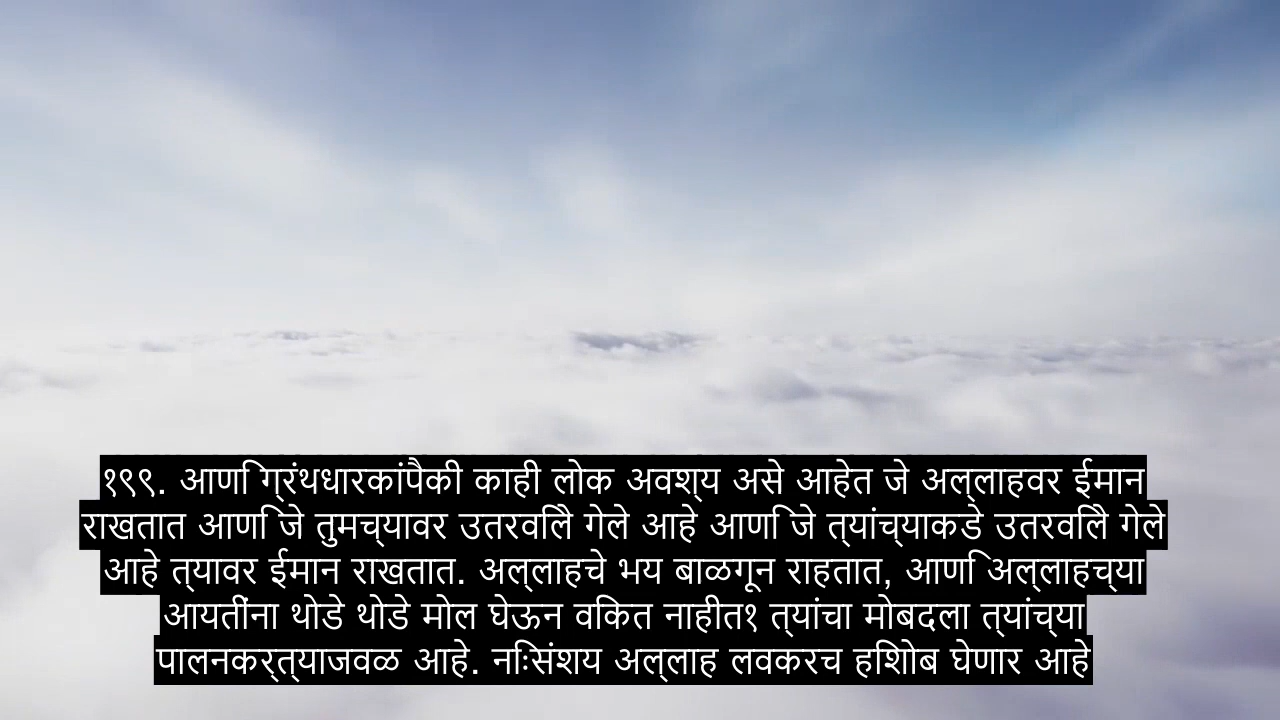 १९९. आणि ग्रंथधारकांपैकी काही लोक अवश्य असे आहेत जे अल्लाहवर ईमान
राखतात आणि जे तुमच्यावर उतरविले गेले आहे आणि जे त्यांच्याकडे उतरविले गेले
आहे त्यावर ईमान राखतात. अल्लाहचे भय बाळगून राहतात, आणि अल्लाहच्या
आयतींना थोडे थोडे मोल घेऊन विकत नाहीत१ त्यांचा मोबदला त्यांच्या
पालनकर्त्याजवळ आहे. निःसंशय अल्लाह लवकरच हिशोब घेणार आहे